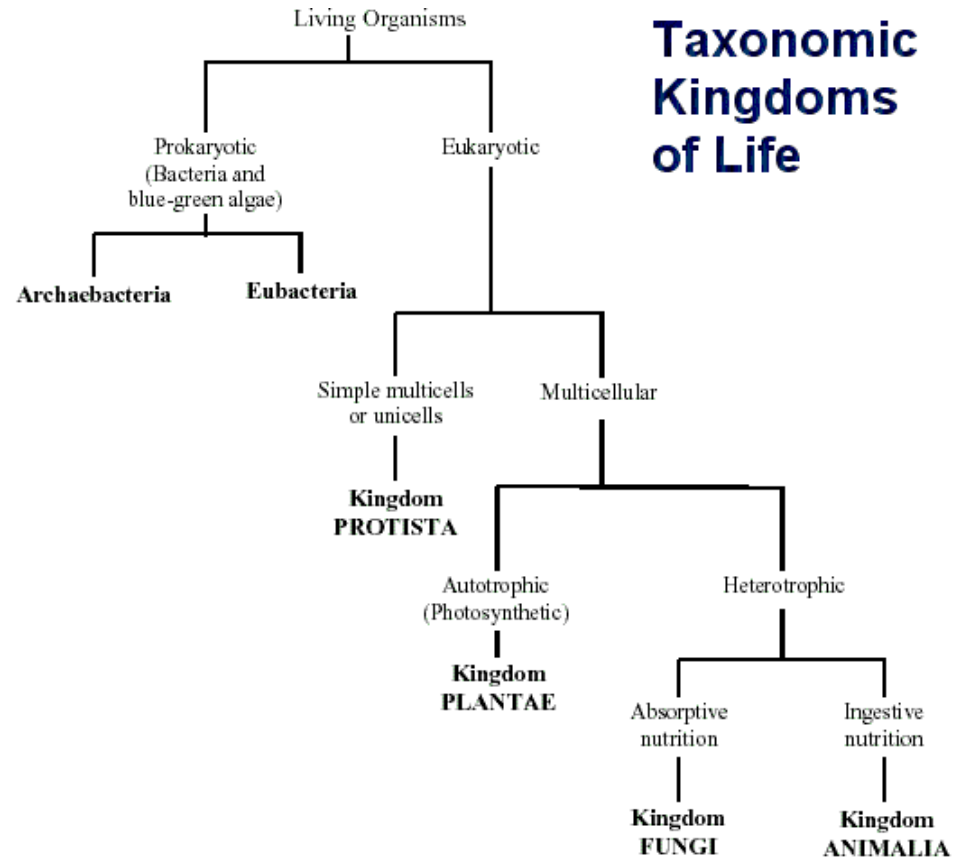 Living Organisms
Taxonomic
Kingdoms
of Life
Prokaryotic
(Bacteria and
blue-green algae)
Eukaryotic
Archaebacteria
Eubacteria
Simple multicells
or unicells
Multicellular
Kingdom
PROTISTA
Autotrophic
(Photosynthetic)
Heterotrophic
Kingdom
PLANTAE
Absorptive
nutrition
Ingestive
nutrition
Kingdom
FUNGI
Kingdom
ANIMALIA